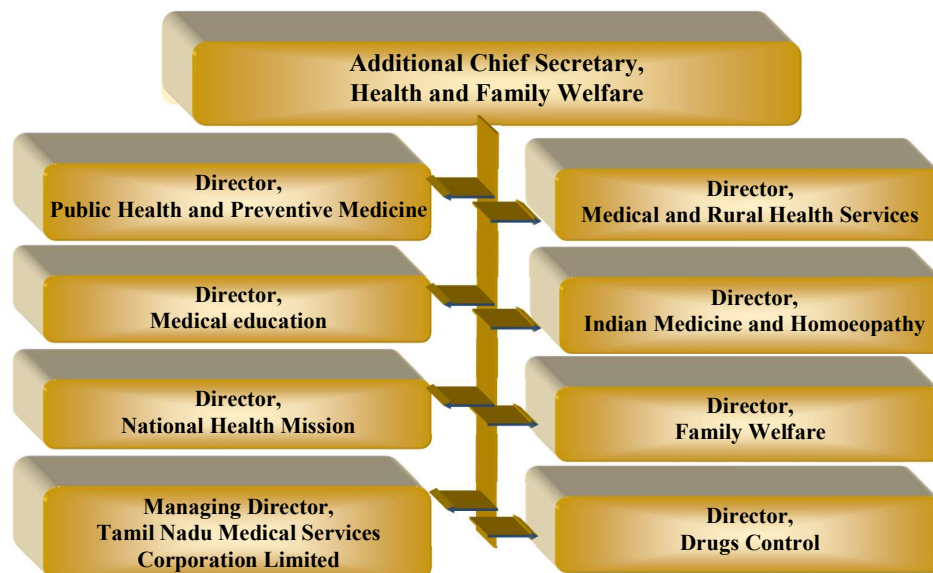 Additional Chief Secretary,
Health and Family Welfare
Director,
Public Health and Preventive Medicine
Director,
Medical and Rural Health Services
Director,
Medical education
Director,
Indian Medicine and Homoeopathy
Director,
National Health Mission
Director,
Family Welfare
Managing Director,
Tamil Nadu Medical Services
Corporation Limited
Director,
Drugs Control